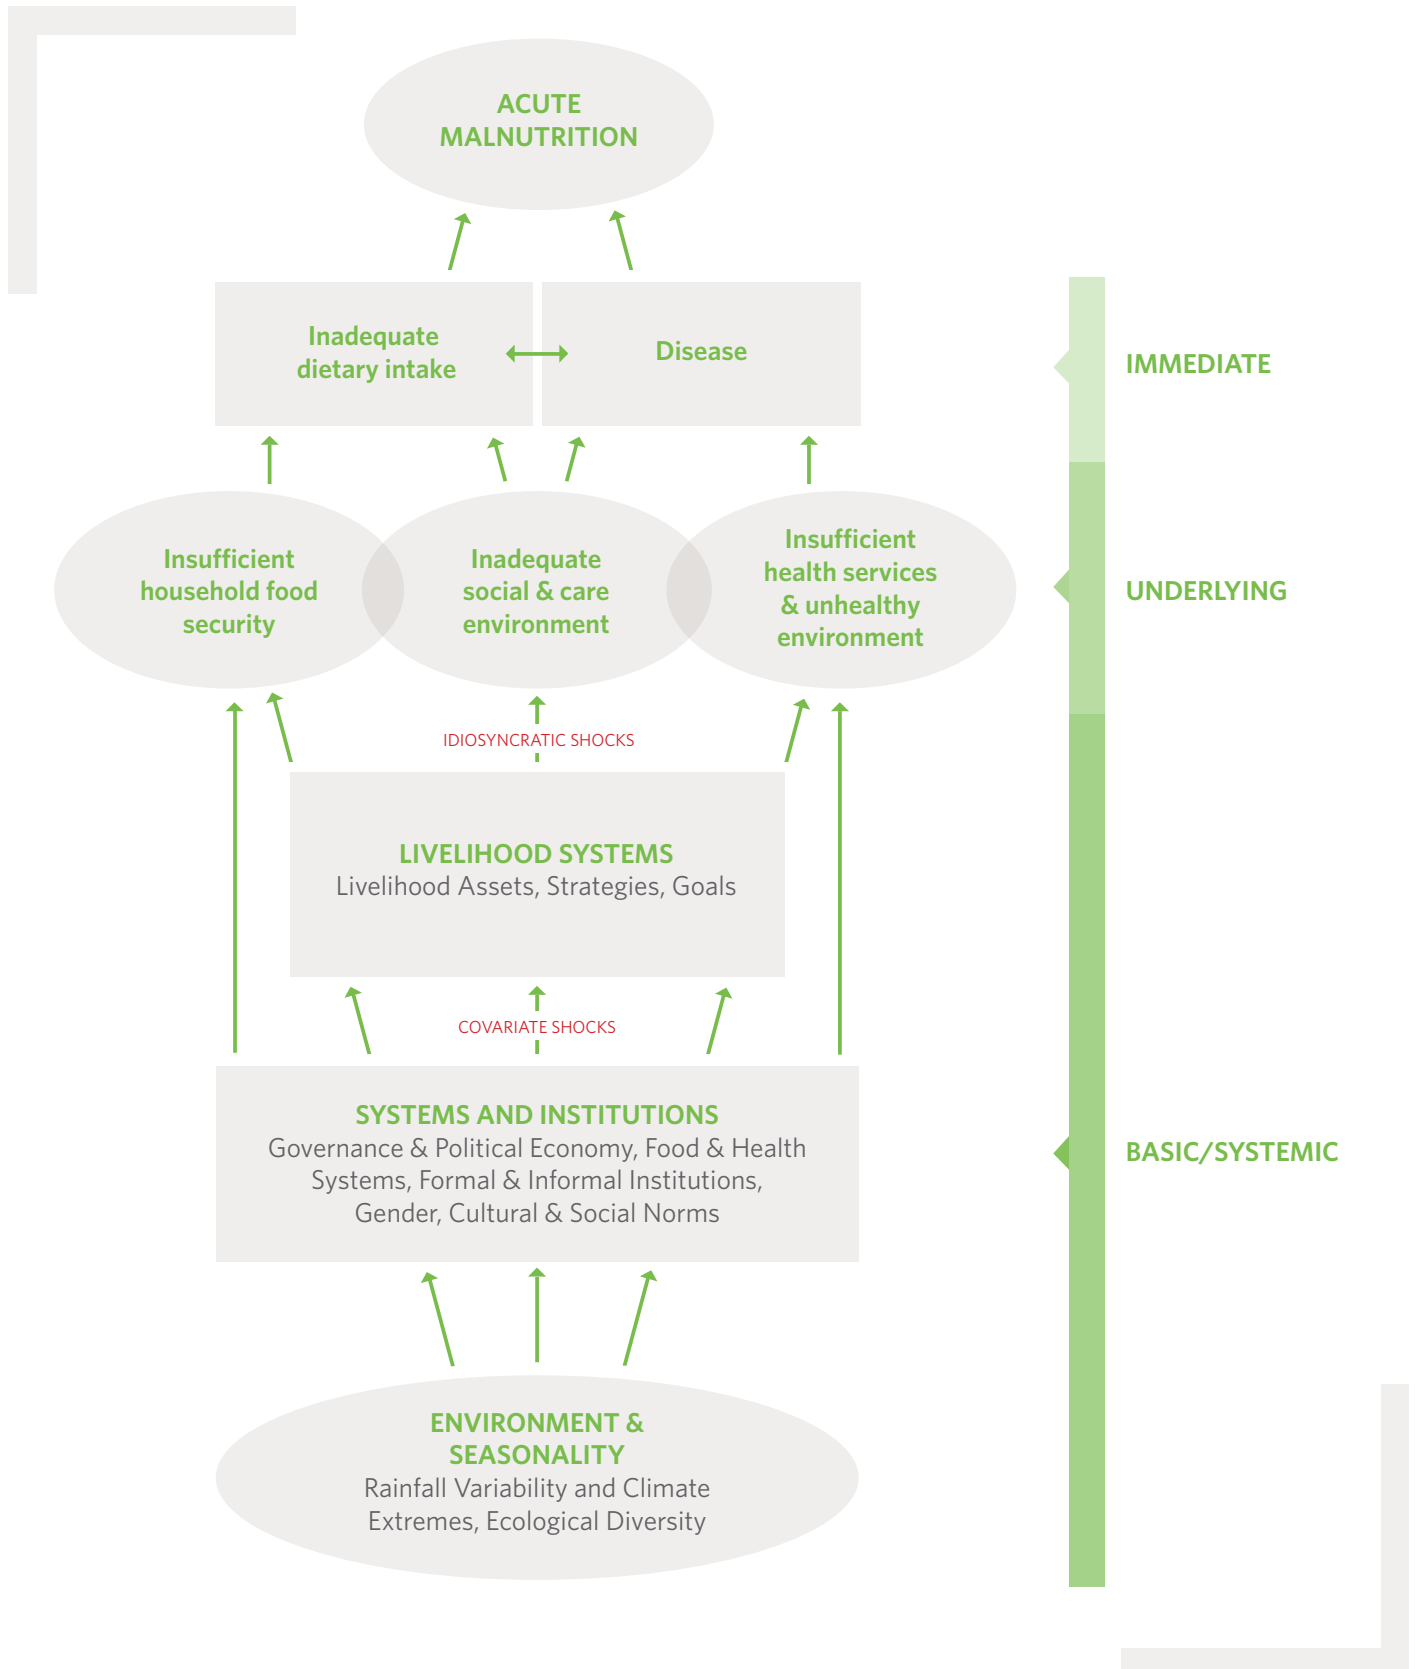 ACUTE
MALNUTRITION
Inadequate
dietary intake
Disease
IMMEDIATE
Insufficient
household food
security
Inadequate
social & care
environment
Insufficient
health services
& unhealthy
environment
UNDERLYING
IDIOSYNCRATIC SHOCKS
LIVELIHOOD SYSTEMS
Livelihood Assets, Strategies, Goals
COVARIATE SHOCKS
SYSTEMS AND INSTITUTIONS
Governance & Political Economy, Food & Health
Systems, Formal & Informal Institutions,
Gender, Cultural & Social Norms
BASIC/SYSTEMIC
ENVIRONMENT &
SEASONALITY
Rainfall Variability and Climate
Extremes, Ecological Diversity